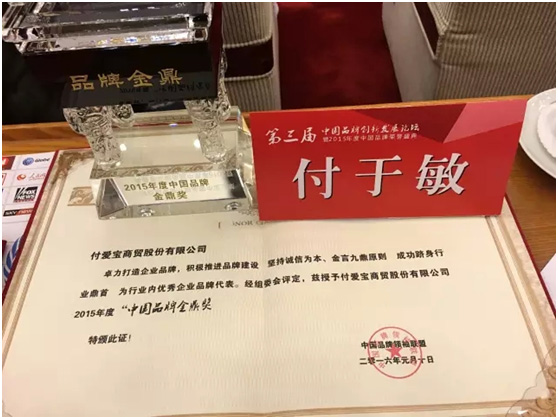 品牌金鼎
2015年度中国品牌
金鼎奖
第三届 中国品牌创新发展论坛
暨2015年度中国品牌荣誉盛典
付于敏
Globe
FOX
NEWS
付爱宝商贸股份有限公司
卓力打造企业品牌，积极推进品牌建设 坚持诚信为本、金言九鼎原则 成功跻身行
业鼎首 为行业内优秀企业品牌代表。经组委会评定，兹授予付爱宝商贸股份有限公司
2015年度 “中国品牌金鼎奖
特颁此证！
中国品牌领袖联盟
二零一六年元月十日